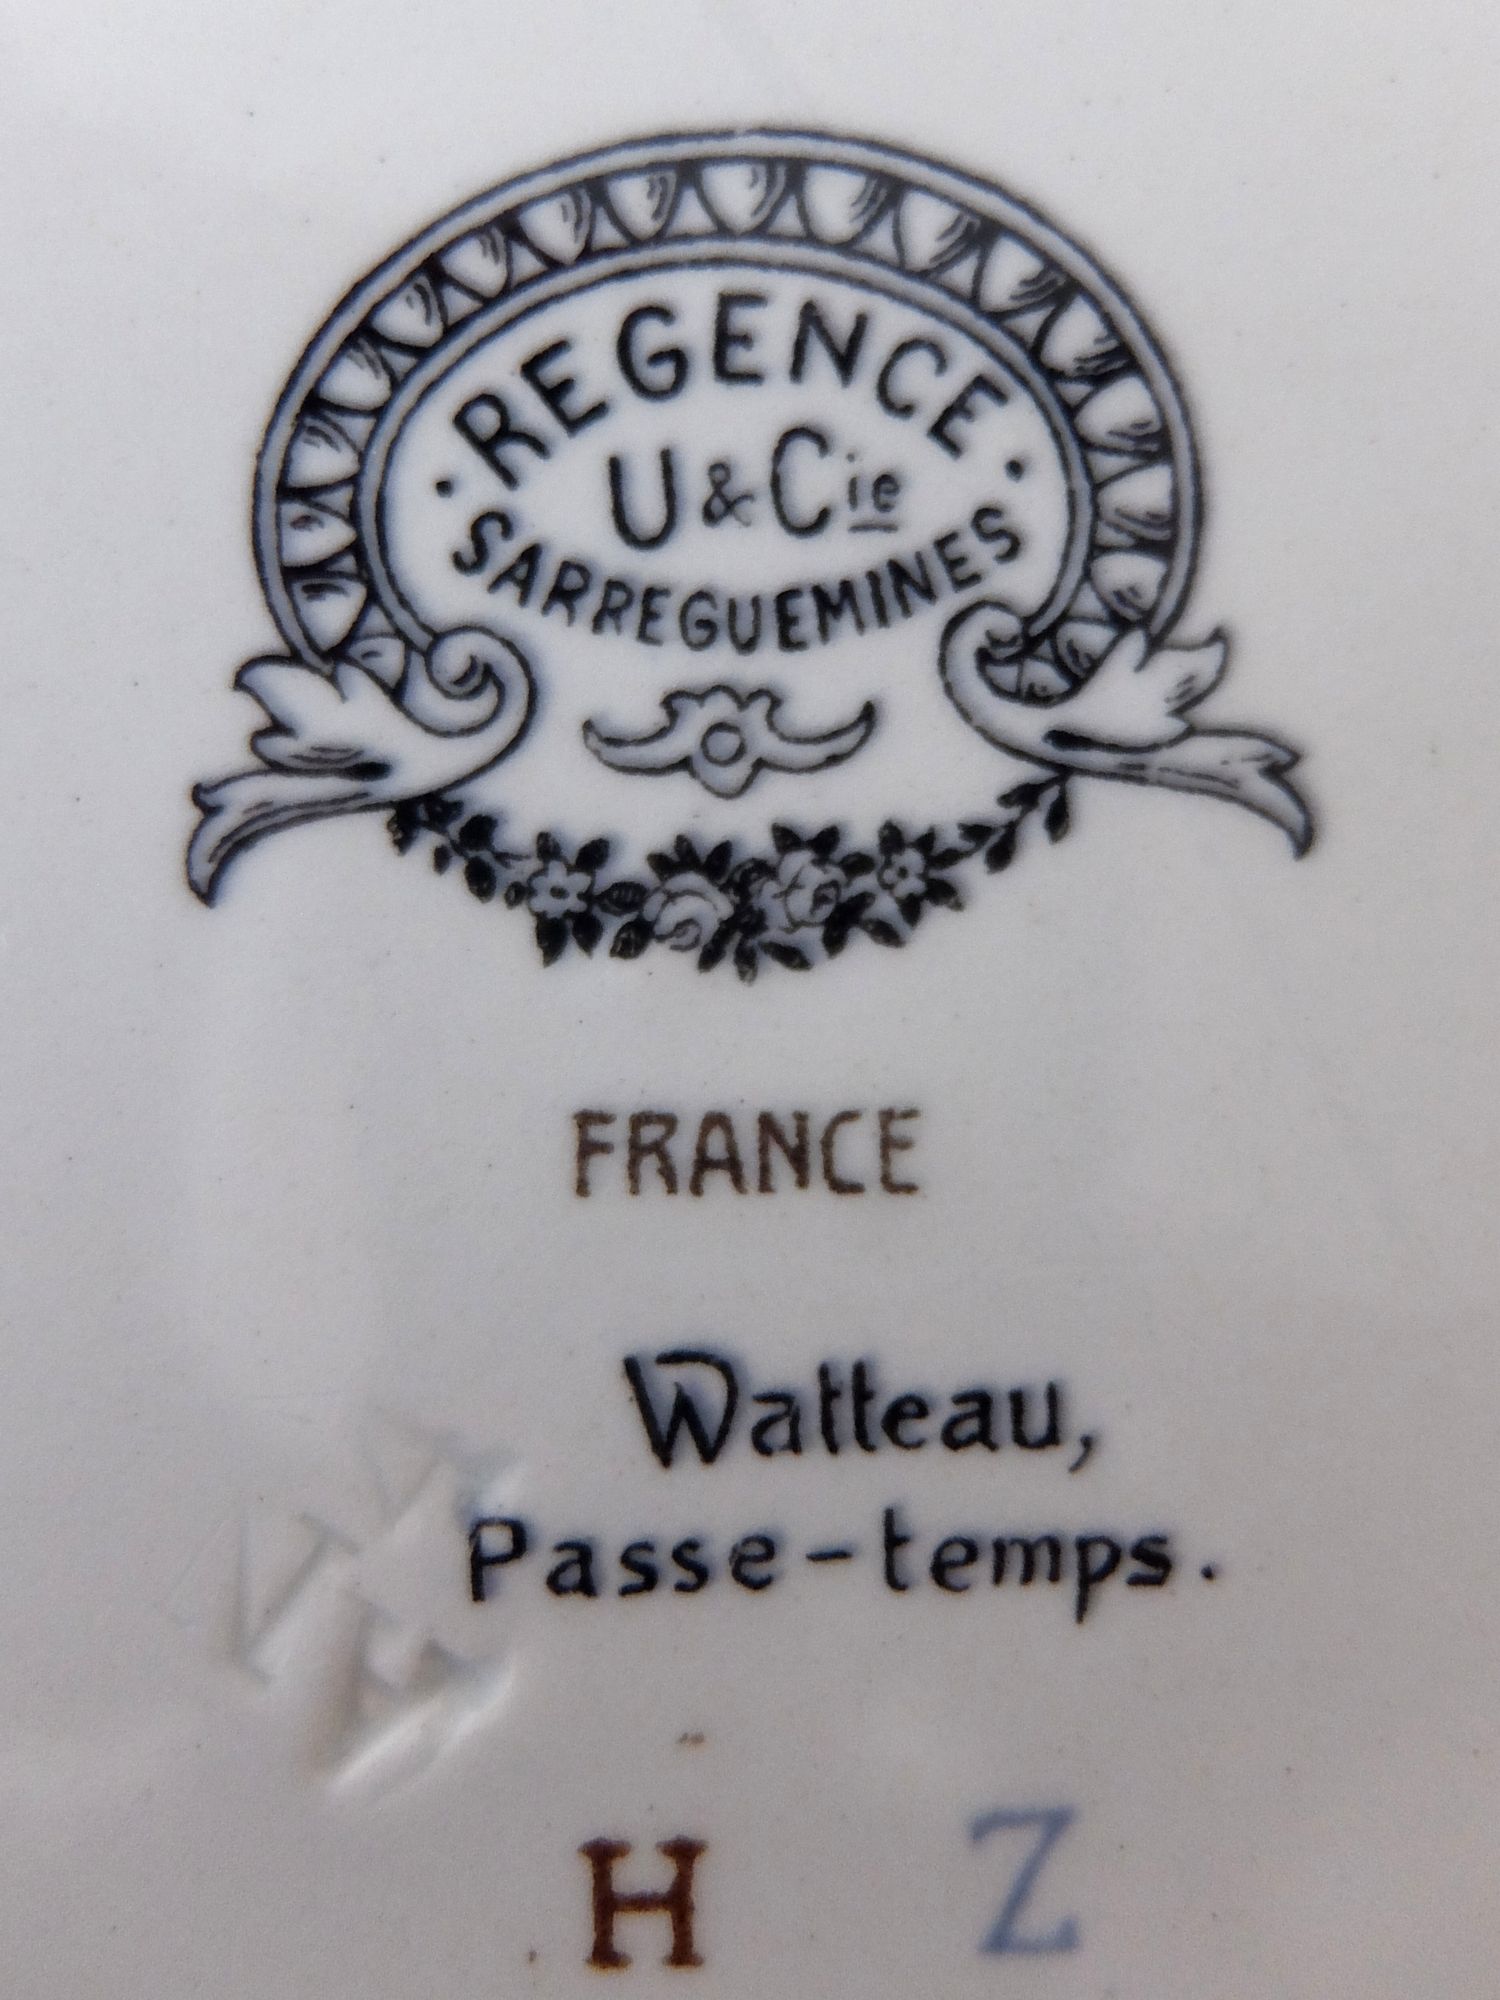 · REGENCE ·
U & Cie
SARREGUEMINES
FRANCE
Watteau,
Passe-temps.
H Z